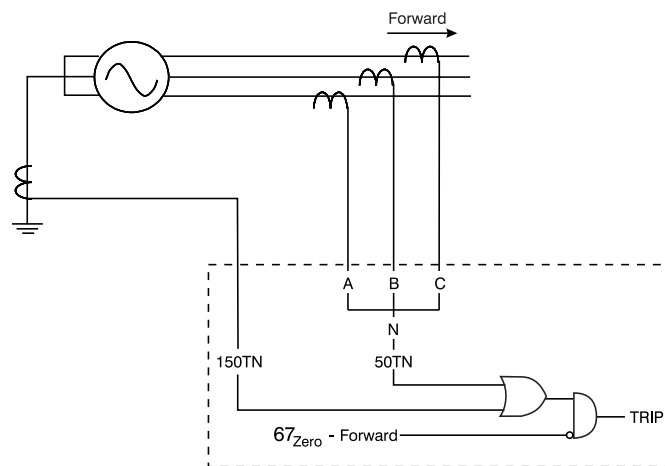 Forward
A B C
N
150TN 50TN
TRIP
67Zero - Forward